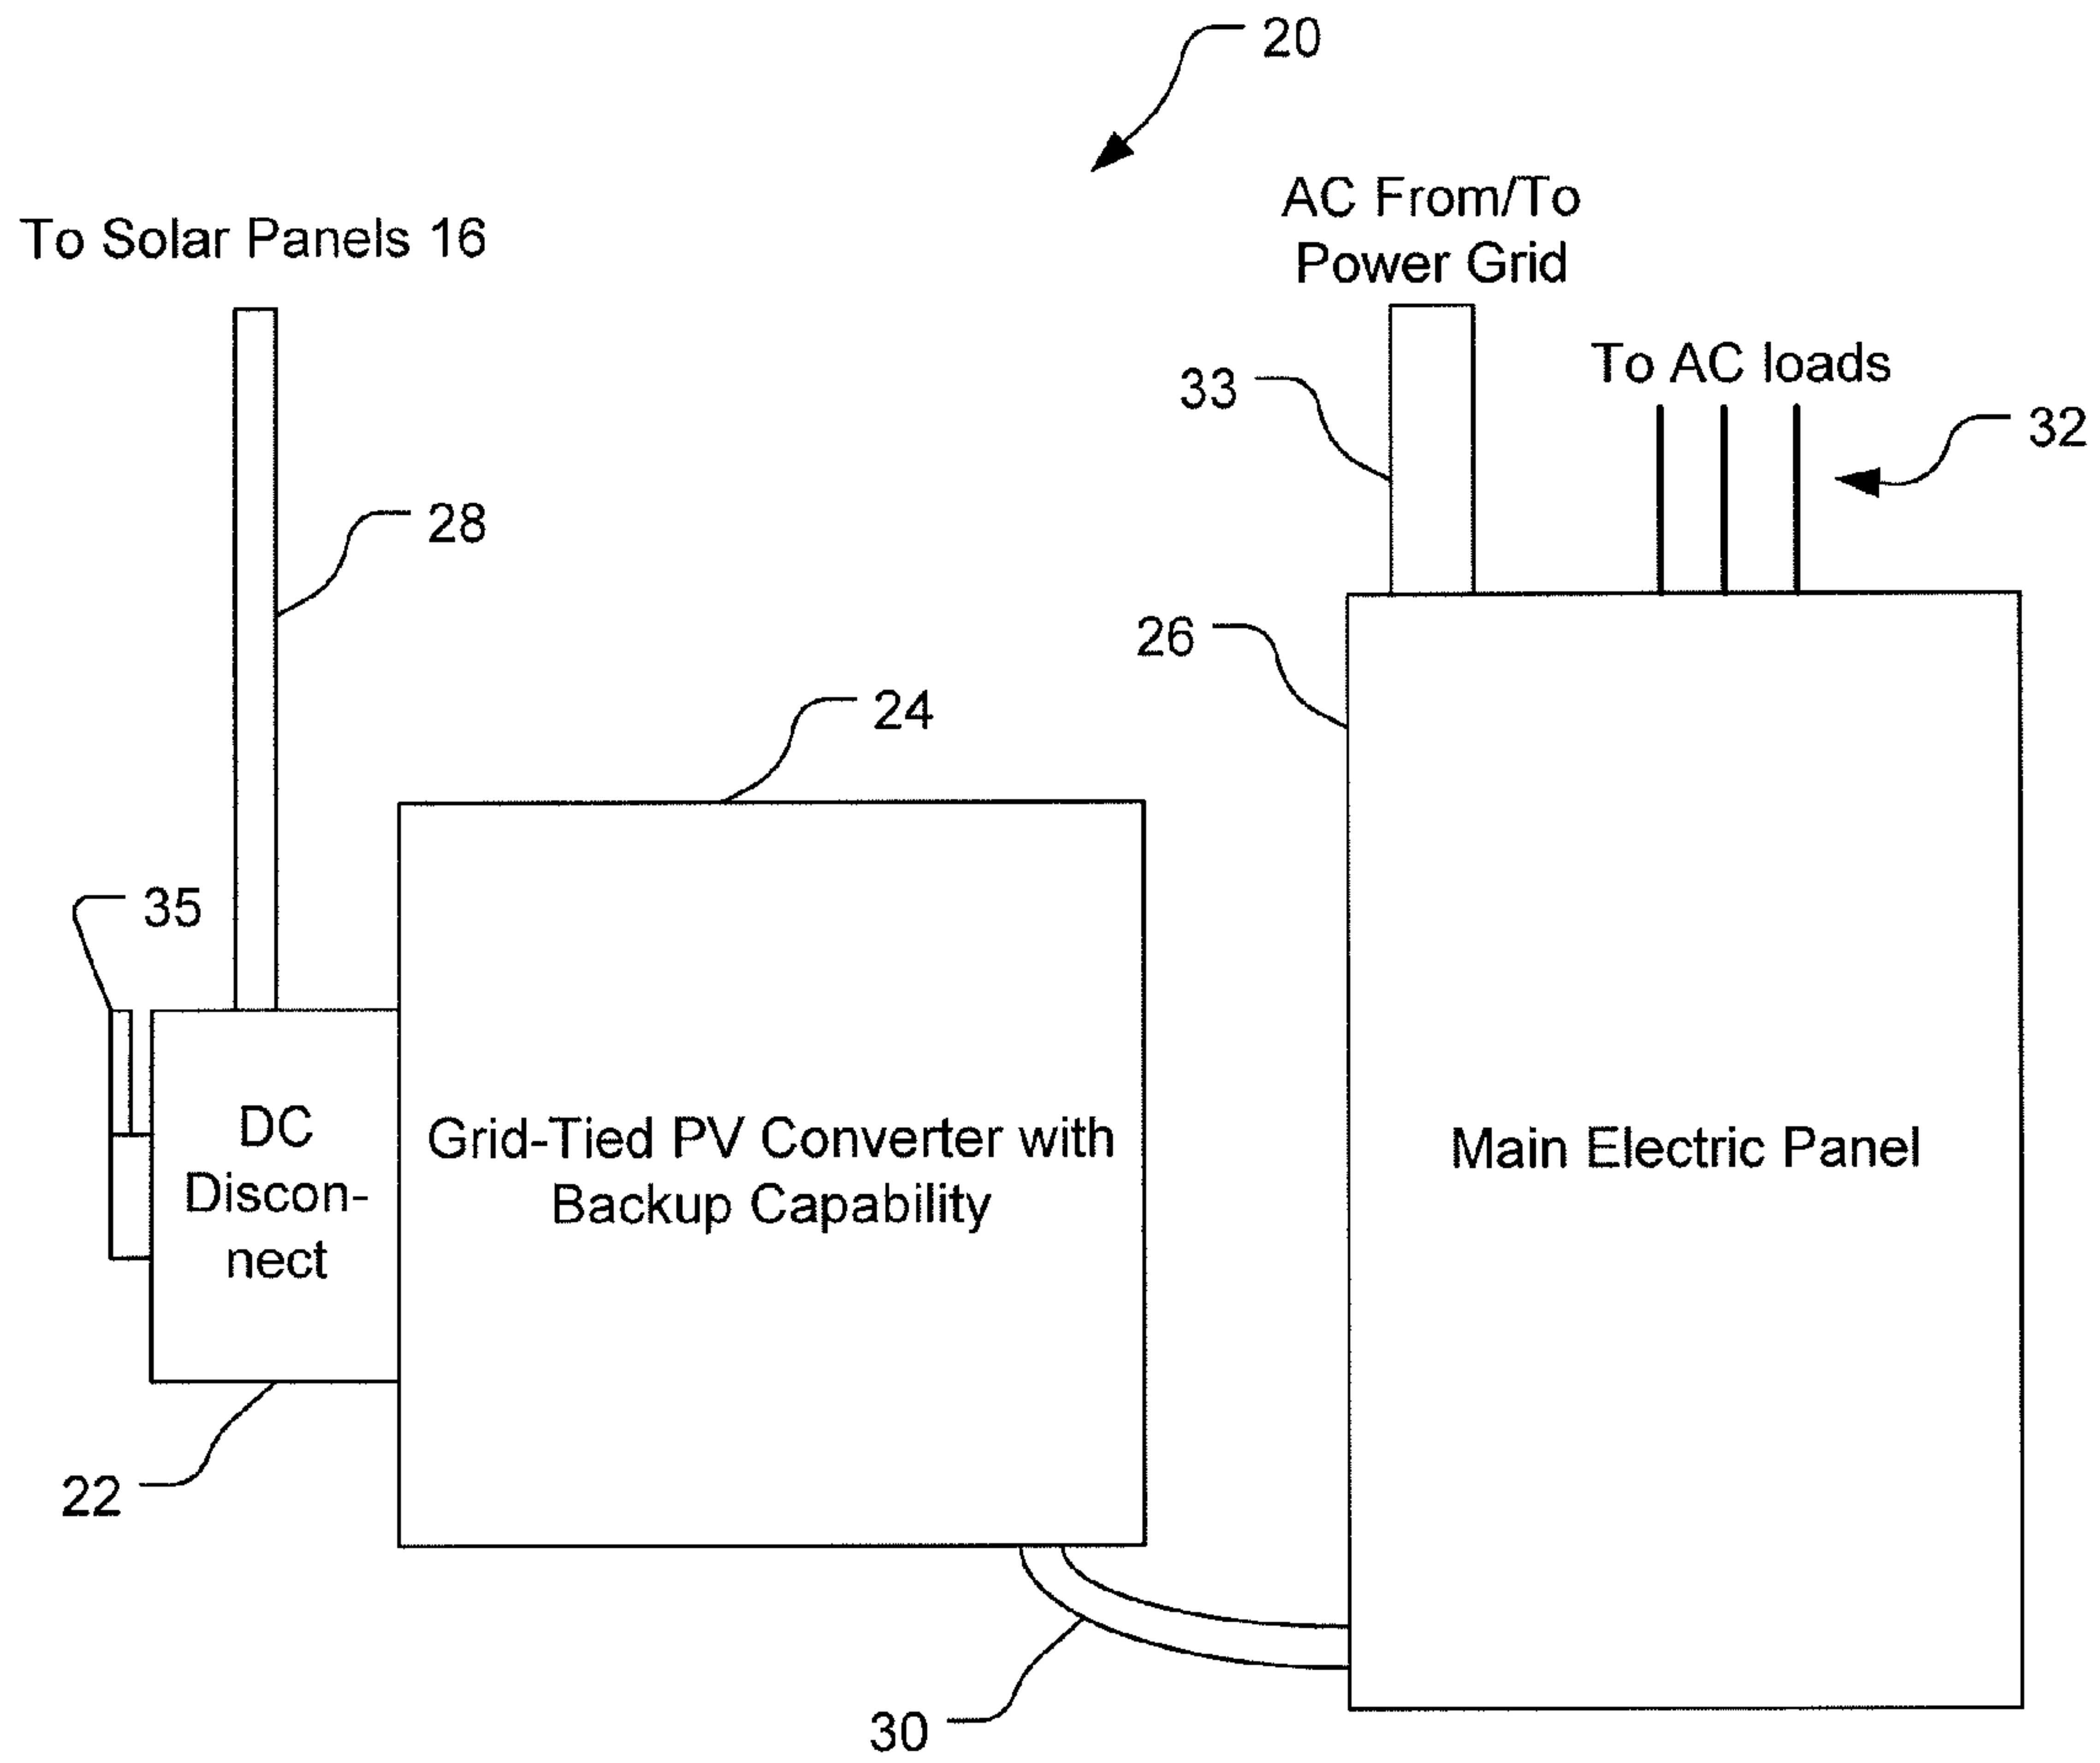 20
To Solar Panels 16
AC From/To
Power Grid
To AC loads
33
32
28
26
24
35
DC
Discon-
nect
Grid-Tied PV Converter with
Backup Capability
Main Electric Panel
22
30